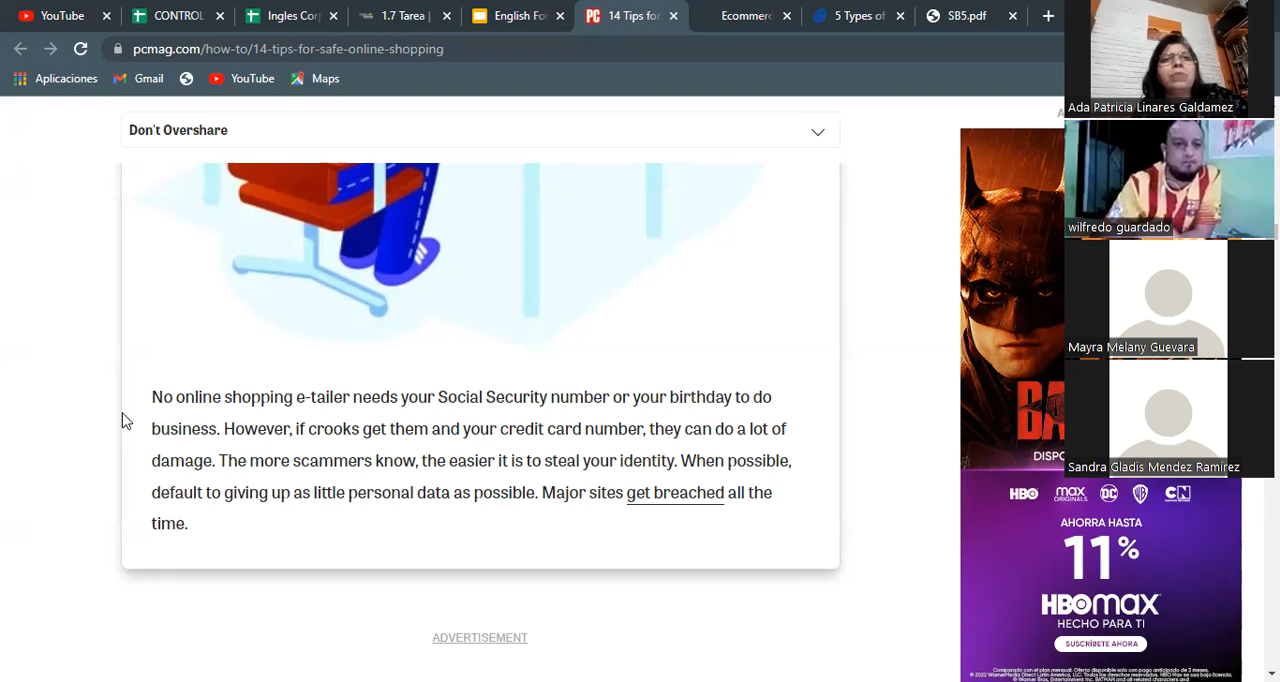 YouTube
CONTROL
Ingles Cor
1.7 Tarea |
English Fo
PC
14 Tips for
Ecommerc
5 Types of
SB5.pdf
pcmag.com/how-to/14-tips-for-safe-online-shopping
Aplicaciones
Gmail
YouTube
Maps
Don't Overshare
No online shopping e-tailer needs your Social Security number or your birthday to do
business. However, if crooks get them and your credit card number, they can do a lot of
damage. The more scammers know, the easier it is to steal your identity. When possible,
default to giving up as little personal data as possible. Major sites get breached all the
time.
ADVERTISEMENT
Ada Patricia Linares Galdamez
wilfredo guardado
Mayra Melany Guevara
Sandra Gladis Mendez Ramirez
BA
DISPO
HBO max ORIGINALS DC CN
AHORRA HASTA
11%
HBOMAX
HECHO PARA TI
SUSCRÍBETE AHORA